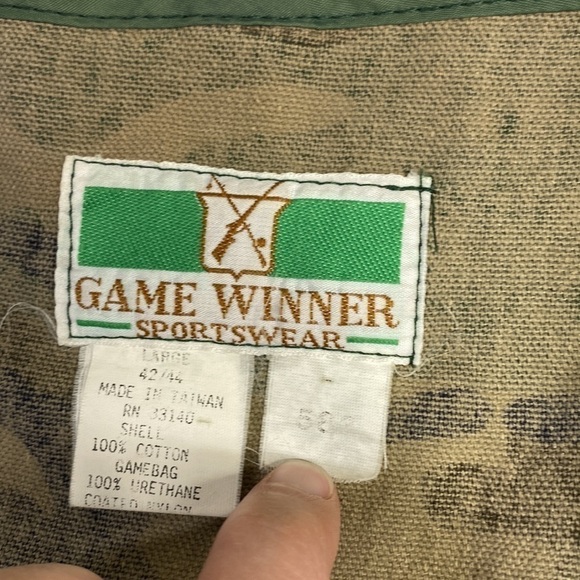 GAME WINNER
SPORTSWEAR
LARGE
42/44
MADE IN TAIWAN
RN 33140
SHELL
100% COTTON
GAMEBAG
100% URETHANE
COATED NYLON